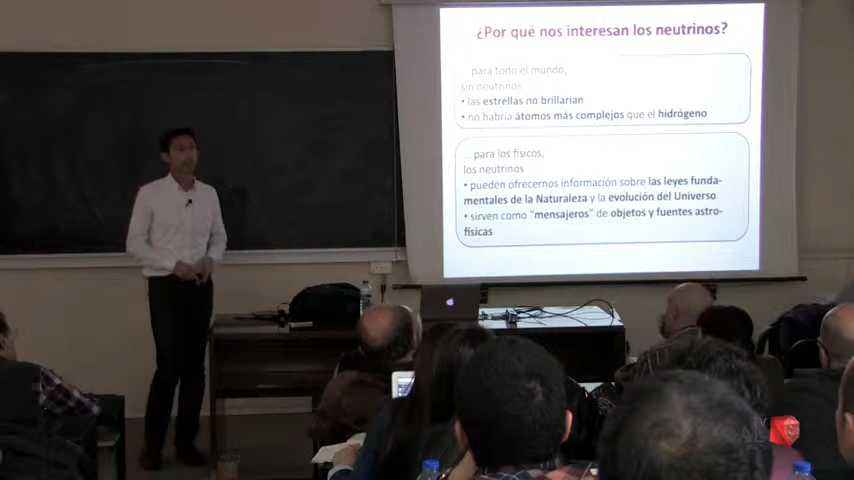 ¿Por qué nos interesan los neutrinos?
...para todo el mundo,
sin neutrinos
• las estrellas no brillarian
• no habría átomos más complejos que el hidrógeno
...para los físicos,
los neutrinos
• pueden ofrecernos información sobre las leyes funda-
mentales de la Naturaleza y la evolución del Universo
• sirven como "mensajeros" de objetos y fuentes astro-
físicas